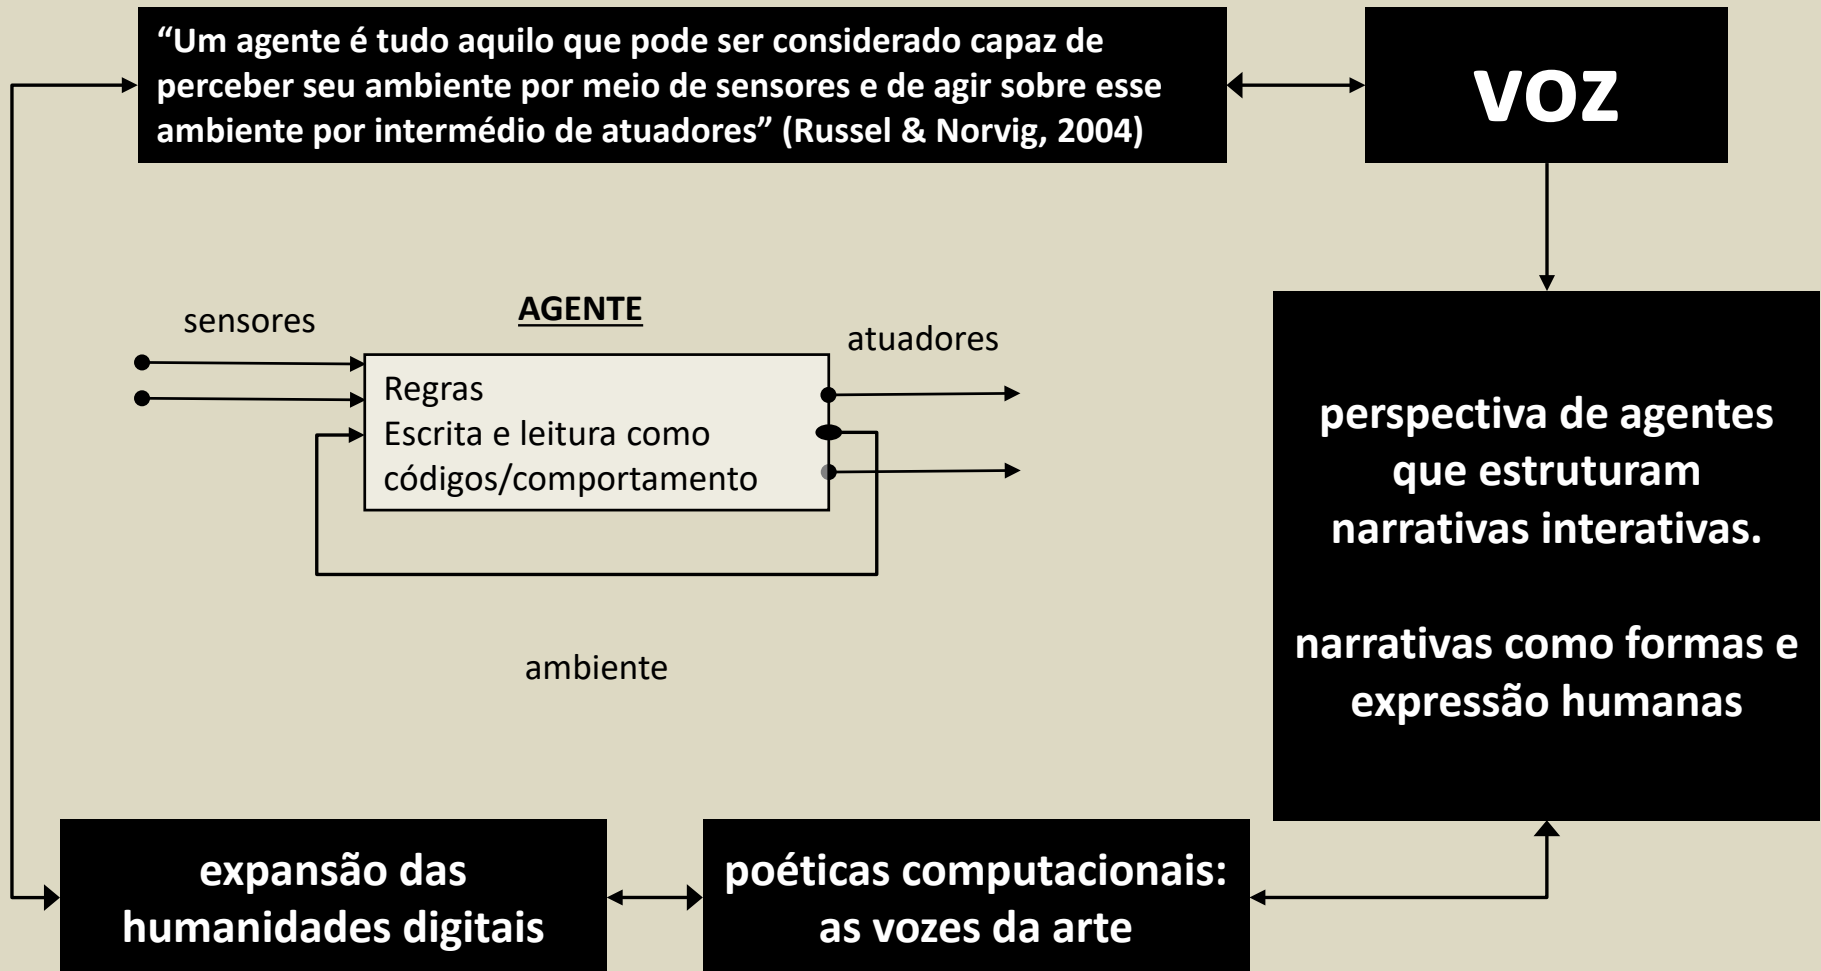 “Um agente é tudo aquilo que pode ser considerado capaz de
perceber seu ambiente por meio de sensores e de agir sobre esse
ambiente por intermédio de atuadores” (Russel & Norvig, 2004)
voz
sensores
AGENTE
atuadores
Regras
Escrita e leitura como
códigos/comportamento
ambiente
perspectiva de agentes
que estruturam
narrativas interativas.
narrativas como formas e
expressão humanas
expansão das
humanidades digitais
poéticas computacionais:
as vozes da arte